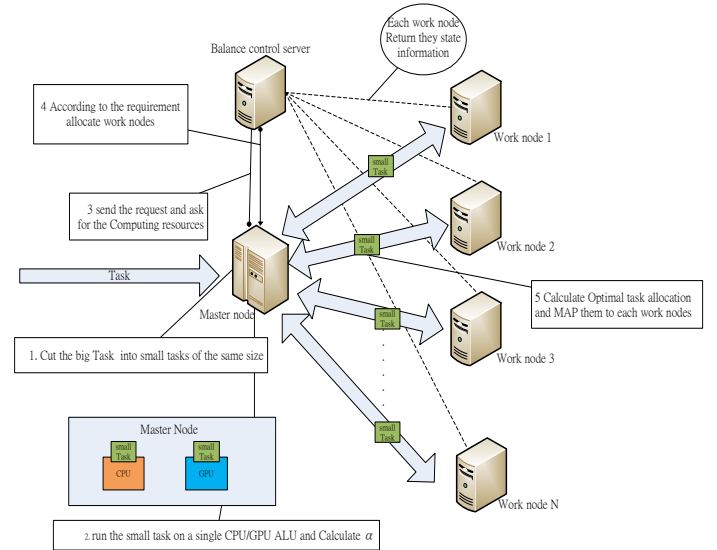 Each work node
Return they state
information
Balance control server
4 According to the requirement
allocate work nodes
Work node 1
small
Task
3 send the request and ask
for the Computing resources
Work node 2
small
Task
Task
Master node
5 Calculate Optimal task allocation
and MAP them to each work nodes
small
Task
Work node 3
1. Cut the big Task into small tasks of the same size
Master Node
small
Task
CPU
small
Task
GPU
small
Task
Work node N
2. run the small task on a single CPU/GPU ALU and Calculate α